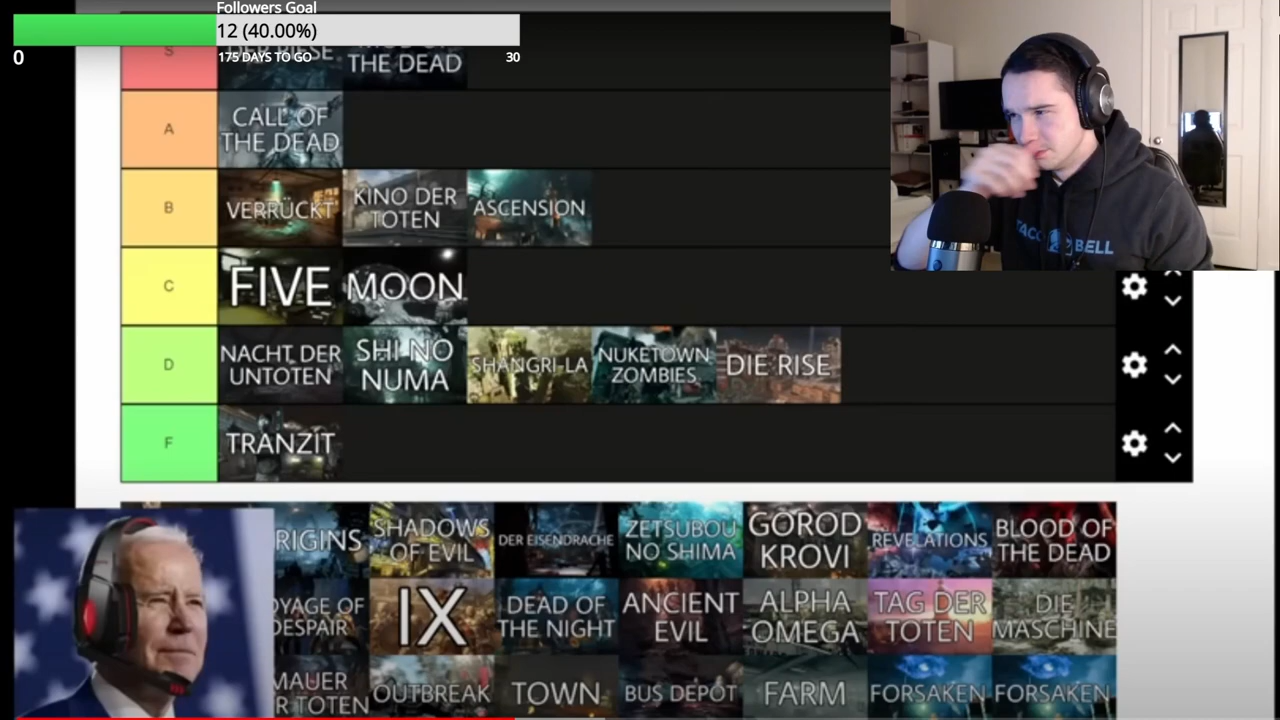 Followers Goal
12 (40.00%)
0
175 DAYS TO GO
30
S
DER RIESE
MOB OF
THE DEAD
A
CALL OF
THE DEAD
B
VERRÜCKT
KINO DER
TOTEN
ASCENSION
C
FIVE
MOON
D
NACHT DER
UNTOTEN
SHI NO
NUMA
SHANGRI-LA
NUKETOWN
ZOMBIES
DIE RISE
F
TRANZIT
RIGINS
SHADOWS
OF EVIL
DER EISENDRACHE
ZETSUBOU
NO SHIMA
GOROD
KROVI
REVELATIONS
BLOOD OF
THE DEAD
OYAGE OF
DESPAIR
IX
DEAD OF
THE NIGHT
ANCIENT
EVIL
ALPHA
OMEGA
TAG DER
TOTEN
DIE
MASCHINE
MAUER
R TOTEN
OUTBREAK
TOWN
BUS DEPOT
FARM
FORSAKEN
FORSAKEN
TACO BELL